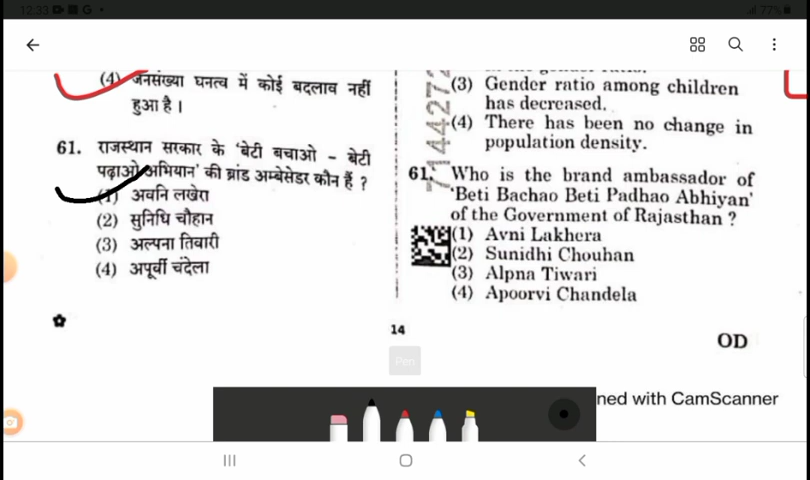 12.33
77%
(4) जनसंख्या घनत्व में कोई बदलाव नहीं
हुआ है ।
61. राजस्थान सरकार के 'बेटी बचाओ – बेटी
पढ़ाओ अभियान' की ब्रांड अम्बेसेडर कौन हैं ?
(1) अवनि लखेरा
(2) सुनिधि चौहान
(3) अल्पना तिवारी
(4) अपूर्वी चंदेला
(3) Gender ratio among children
has decreased.
(4) There has been no change in
population density.
61. Who is the brand ambassador of
'Beti Bachao Beti Padhao Abhiyan'
of the Government of Rajasthan ?
(1) Avni Lakhera
(2) Sunidhi Chouhan
(3) Alpna Tiwari
(4) Apoorvi Chandela
14
OD
Pen
ned with CamScanner